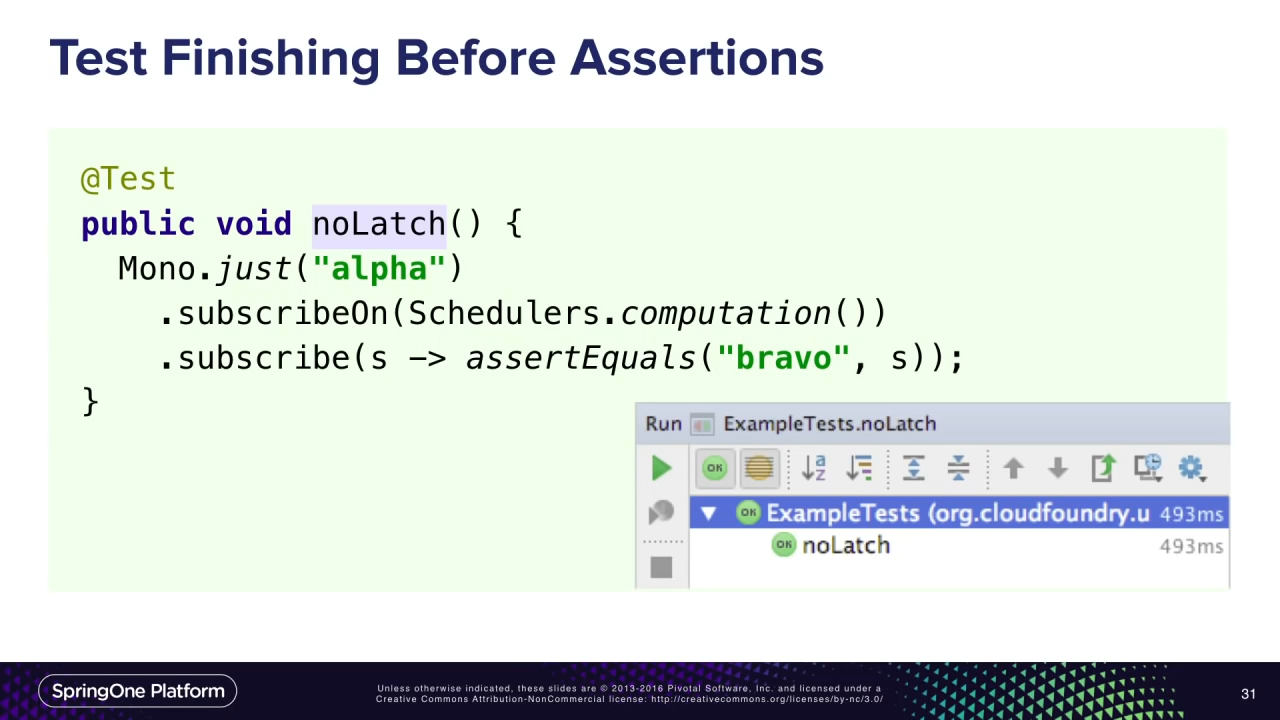 Test Finishing Before Assertions
@Test
public void noLatch() {
  Mono.just("alpha")
    .subscribeOn(Schedulers.computation())
    .subscribe(s -> assertEquals("bravo", s));
}
Run ExampleTests.noLatch
OK
a
z
OK ExampleTests (org.cloudfoundry.u 493ms
OK noLatch 493ms
SpringOne Platform
Unless otherwise indicated, these slides are © 2013-2016 Pivotal Software, Inc. and licensed under a
Creative Commons Attribution-NonCommercial license: http://creativecommons.org/licenses/by-nc/3.0/
31